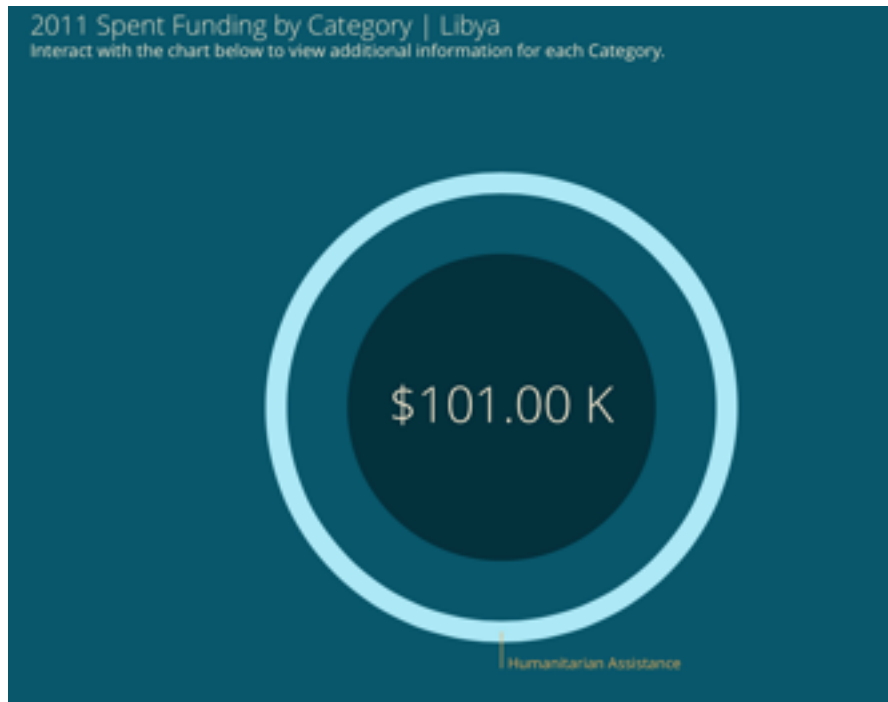 2011 Spent Funding by Category | Libya
Interact with the chart below to view additional information for each Category.
$101.00 K
Humanitarian Assistance